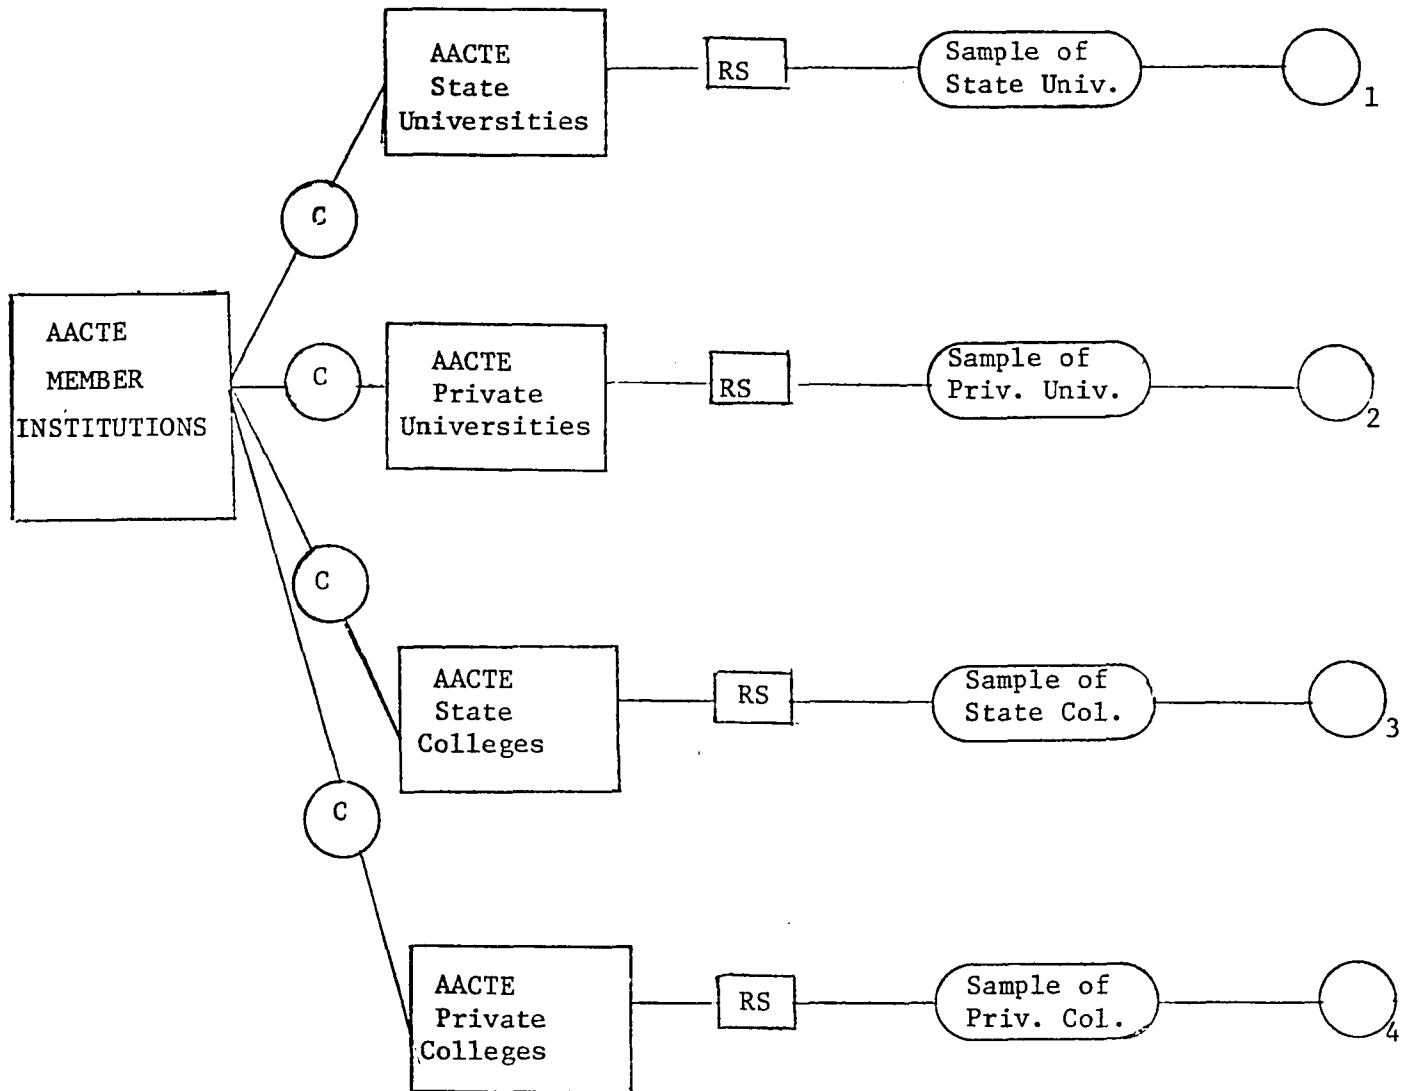 AACTE
State
Universities
RS
Sample of
State Univ.
1
C
AACTE
MEMBER
INSTITUTIONS
C
AACTE
Private
Universities
RS
Sample of
Priv. Univ.
2
C
AACTE
State
Colleges
RS
Sample of
State Col.
3
C
AACTE
Private
Colleges
RS
Sample of
Priv. Col.
4